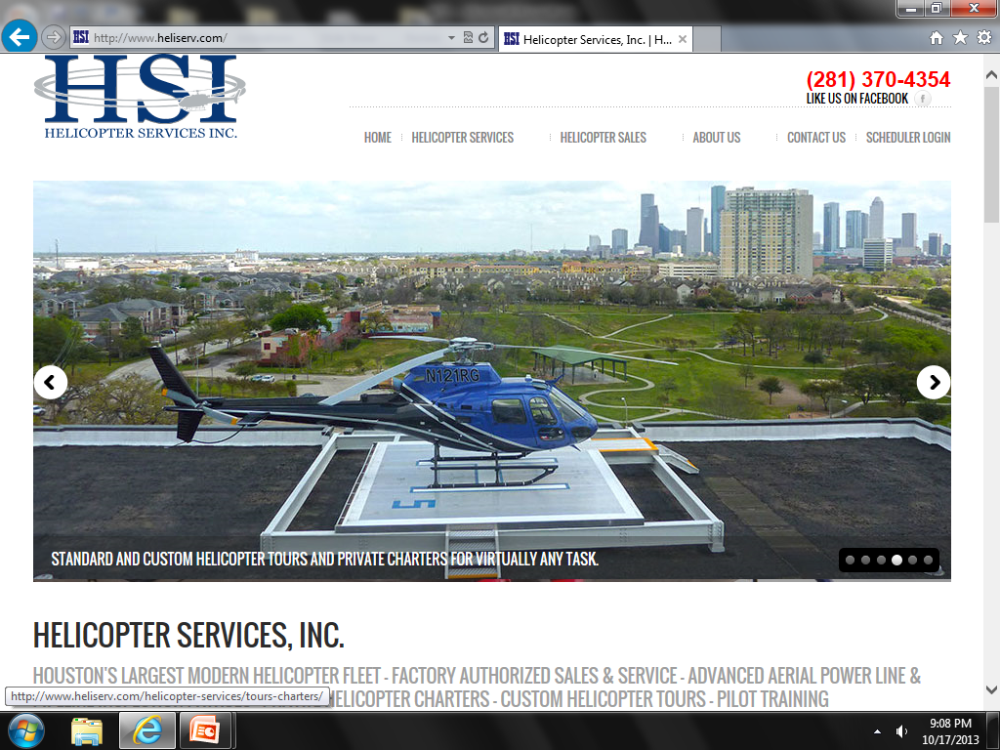 http://www.heliserv.com/
HSI Helicopter Services, Inc. | H...
HSI
HELICOPTER SERVICES INC.
(281) 370-4354
LIKE US ON FACEBOOK
HOME
HELICOPTER SERVICES
HELICOPTER SALES
ABOUT US
CONTACT US
SCHEDULER LOGIN
N121RG
5
STANDARD AND CUSTOM HELICOPTER TOURS AND PRIVATE CHARTERS FOR VIRTUALLY ANY TASK.
HELICOPTER SERVICES, INC.
HOUSTON'S LARGEST MODERN HELICOPTER FLEET - FACTORY AUTHORIZED SALES & SERVICE - ADVANCED AERIAL POWER LINE &
HELICOPTER CHARTERS - CUSTOM HELICOPTER TOURS - PILOT TRAINING
http://www.heliserv.com/helicopter-services/tours-charters/
9:08 PM
10/17/2013